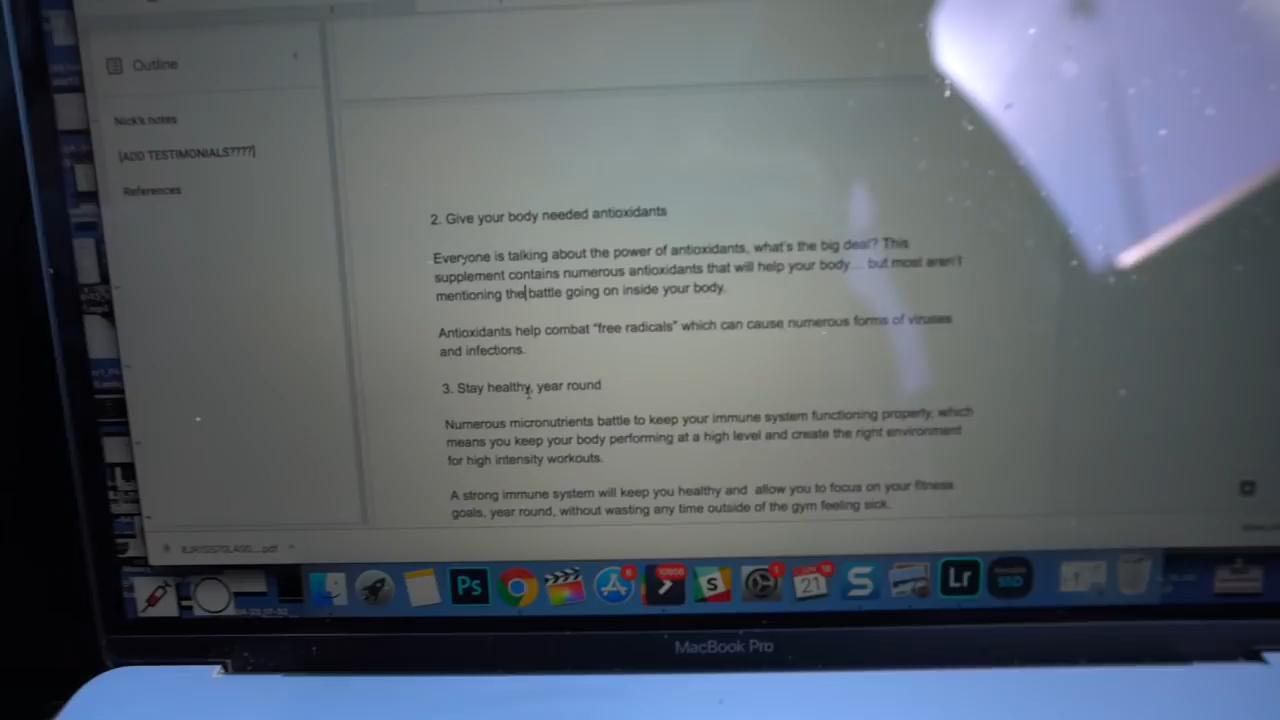 Outline
Nick's notes
[ADD TESTIMONIALS????]
References
2. Give your body needed antioxidants
Everyone is talking about the power of antioxidants, what's the big deal? This
supplement contains numerous antioxidants that will help your body... but most aren't
mentioning the battle going on inside your body.
Antioxidants help combat "free radicals" which can cause numerous forms of viruses
and infections.
3. Stay healthy, year round
Numerous micronutrients battle to keep your immune system functioning properly, which
means you keep your body performing at a high level and create the right environment
for high intensity workouts.
A strong immune system will keep you healthy and  allow you to focus on your fitness
goals, year round, without wasting any time outside of the gym feeling sick.
Ps
S
21
S
Lr
SSD
MacBook Pro